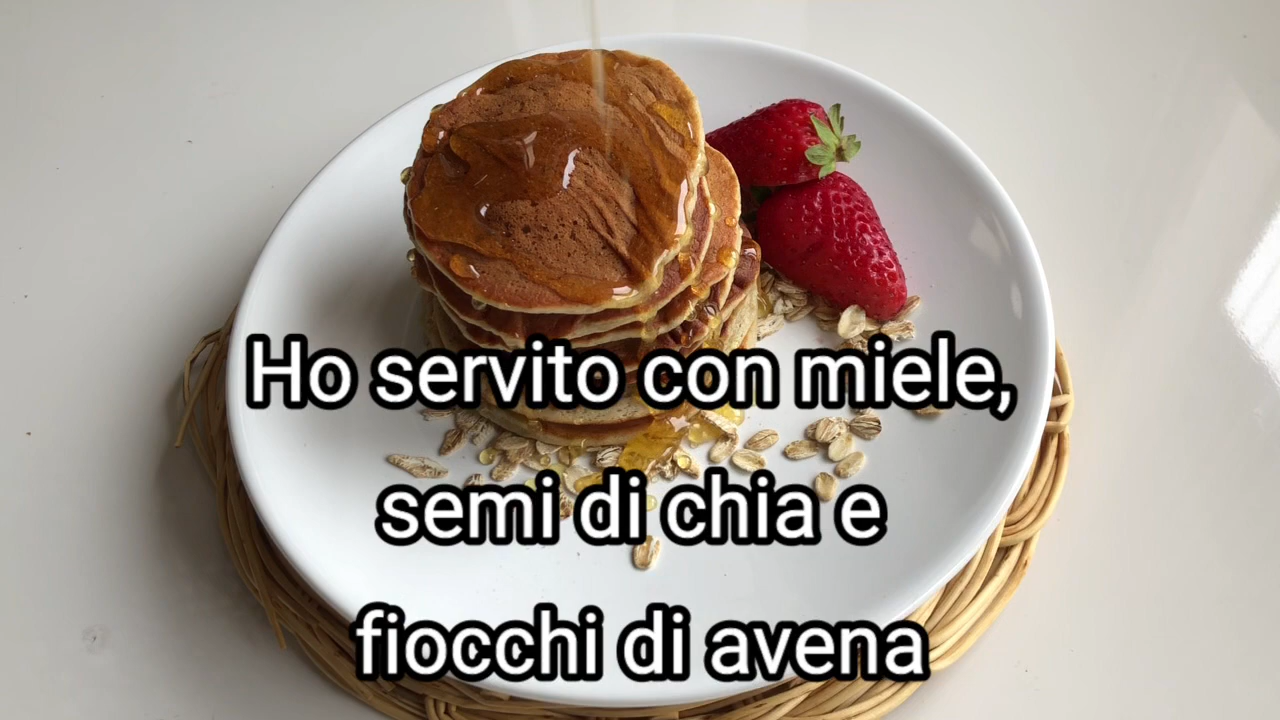 Ho servito con miele,
semi di chia e
fiocchi di avena